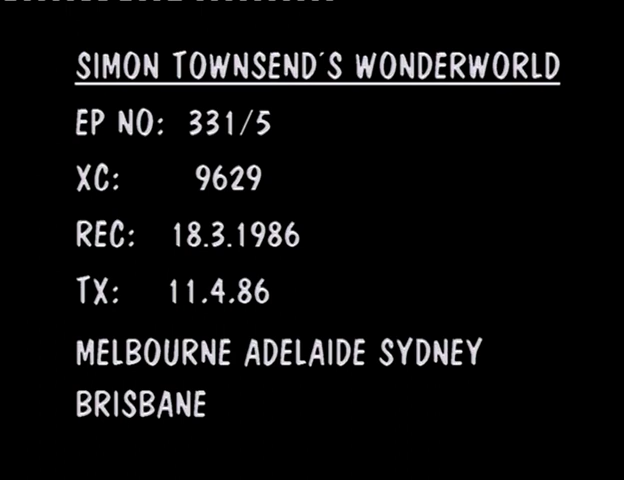 SIMON TOWNSEND'S WONDERWORLD
EP NO: 331/5
XC: 9629
REC: 18.3.1986
TX: 11.4.86
MELBOURNE ADELAIDE SYDNEY
BRISBANE